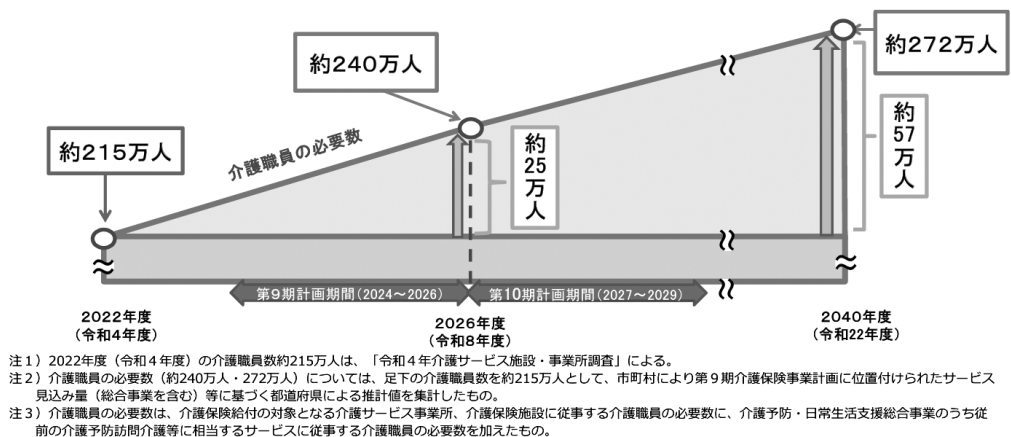 約272万人
約240万人
約57万人
介護職員の必要数
約25万人
約215万人
第9期計画期間(2024～2026)
第10期計画期間(2027～2029)
2022年度
(令和4年度)
2026年度
(令和8年度)
2040年度
(令和22年度)
注１）2022年度（令和４年度）の介護職員数約215万人は、「令和４年介護サービス施設・事業所調査」による。
注２）介護職員の必要数（約240万人・272万人）については、足下の介護職員数を約215万人として、市町村により第９期介護保険事業計画に位置付けられたサービス
見込み量（総合事業を含む）等に基づく都道府県による推計値を集計したもの。
注３）介護職員の必要数は、介護保険給付の対象となる介護サービス事業所、介護保険施設に従事する介護職員の必要数に、介護予防・日常生活支援総合事業のうち従
前の介護予防訪問介護等に相当するサービスに従事する介護職員の必要数を加えたもの。